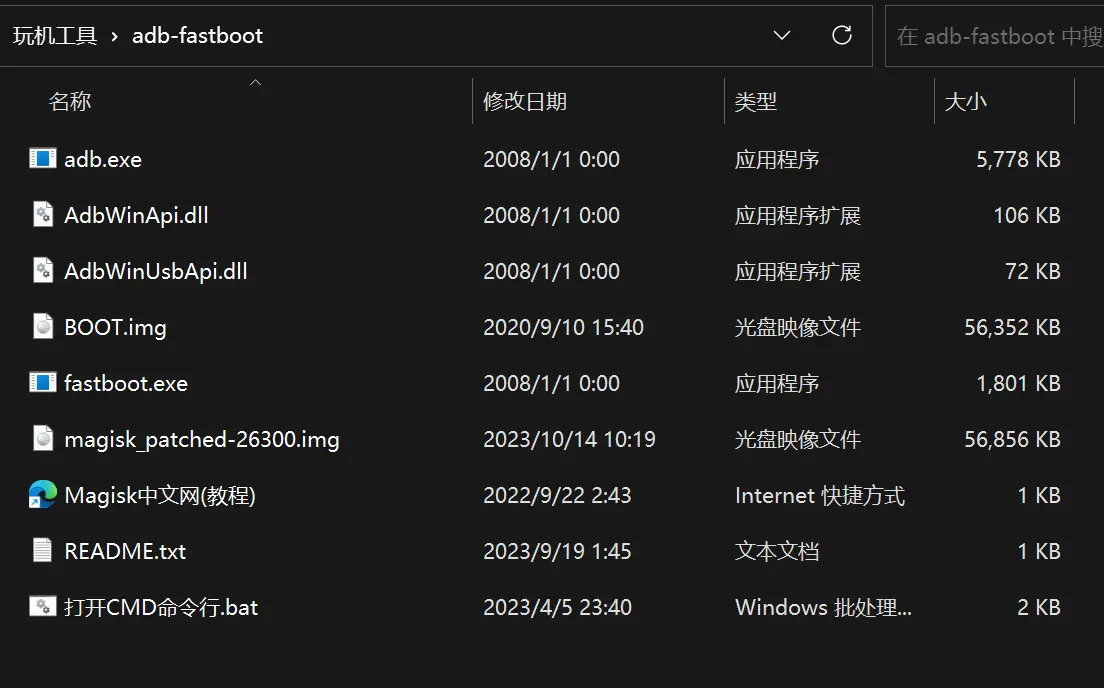 玩机工具 › adb-fastboot
在 adb-fastboot 中搜
名称 修改日期 类型 大小
adb.exe 2008/1/1 0:00 应用程序 5,778 KB
AdbWinApi.dll 2008/1/1 0:00 应用程序扩展 106 KB
AdbWinUsbApi.dll 2008/1/1 0:00 应用程序扩展 72 KB
BOOT.img 2020/9/10 15:40 光盘映像文件 56,352 KB
fastboot.exe 2008/1/1 0:00 应用程序 1,801 KB
magisk_patched-26300.img 2023/10/14 10:19 光盘映像文件 56,856 KB
Magisk中文网(教程) 2022/9/22 2:43 Internet 快捷方式 1 KB
README.txt 2023/9/19 1:45 文本文档 1 KB
打开CMD命令行.bat 2023/4/5 23:40 Windows 批处理... 2 KB